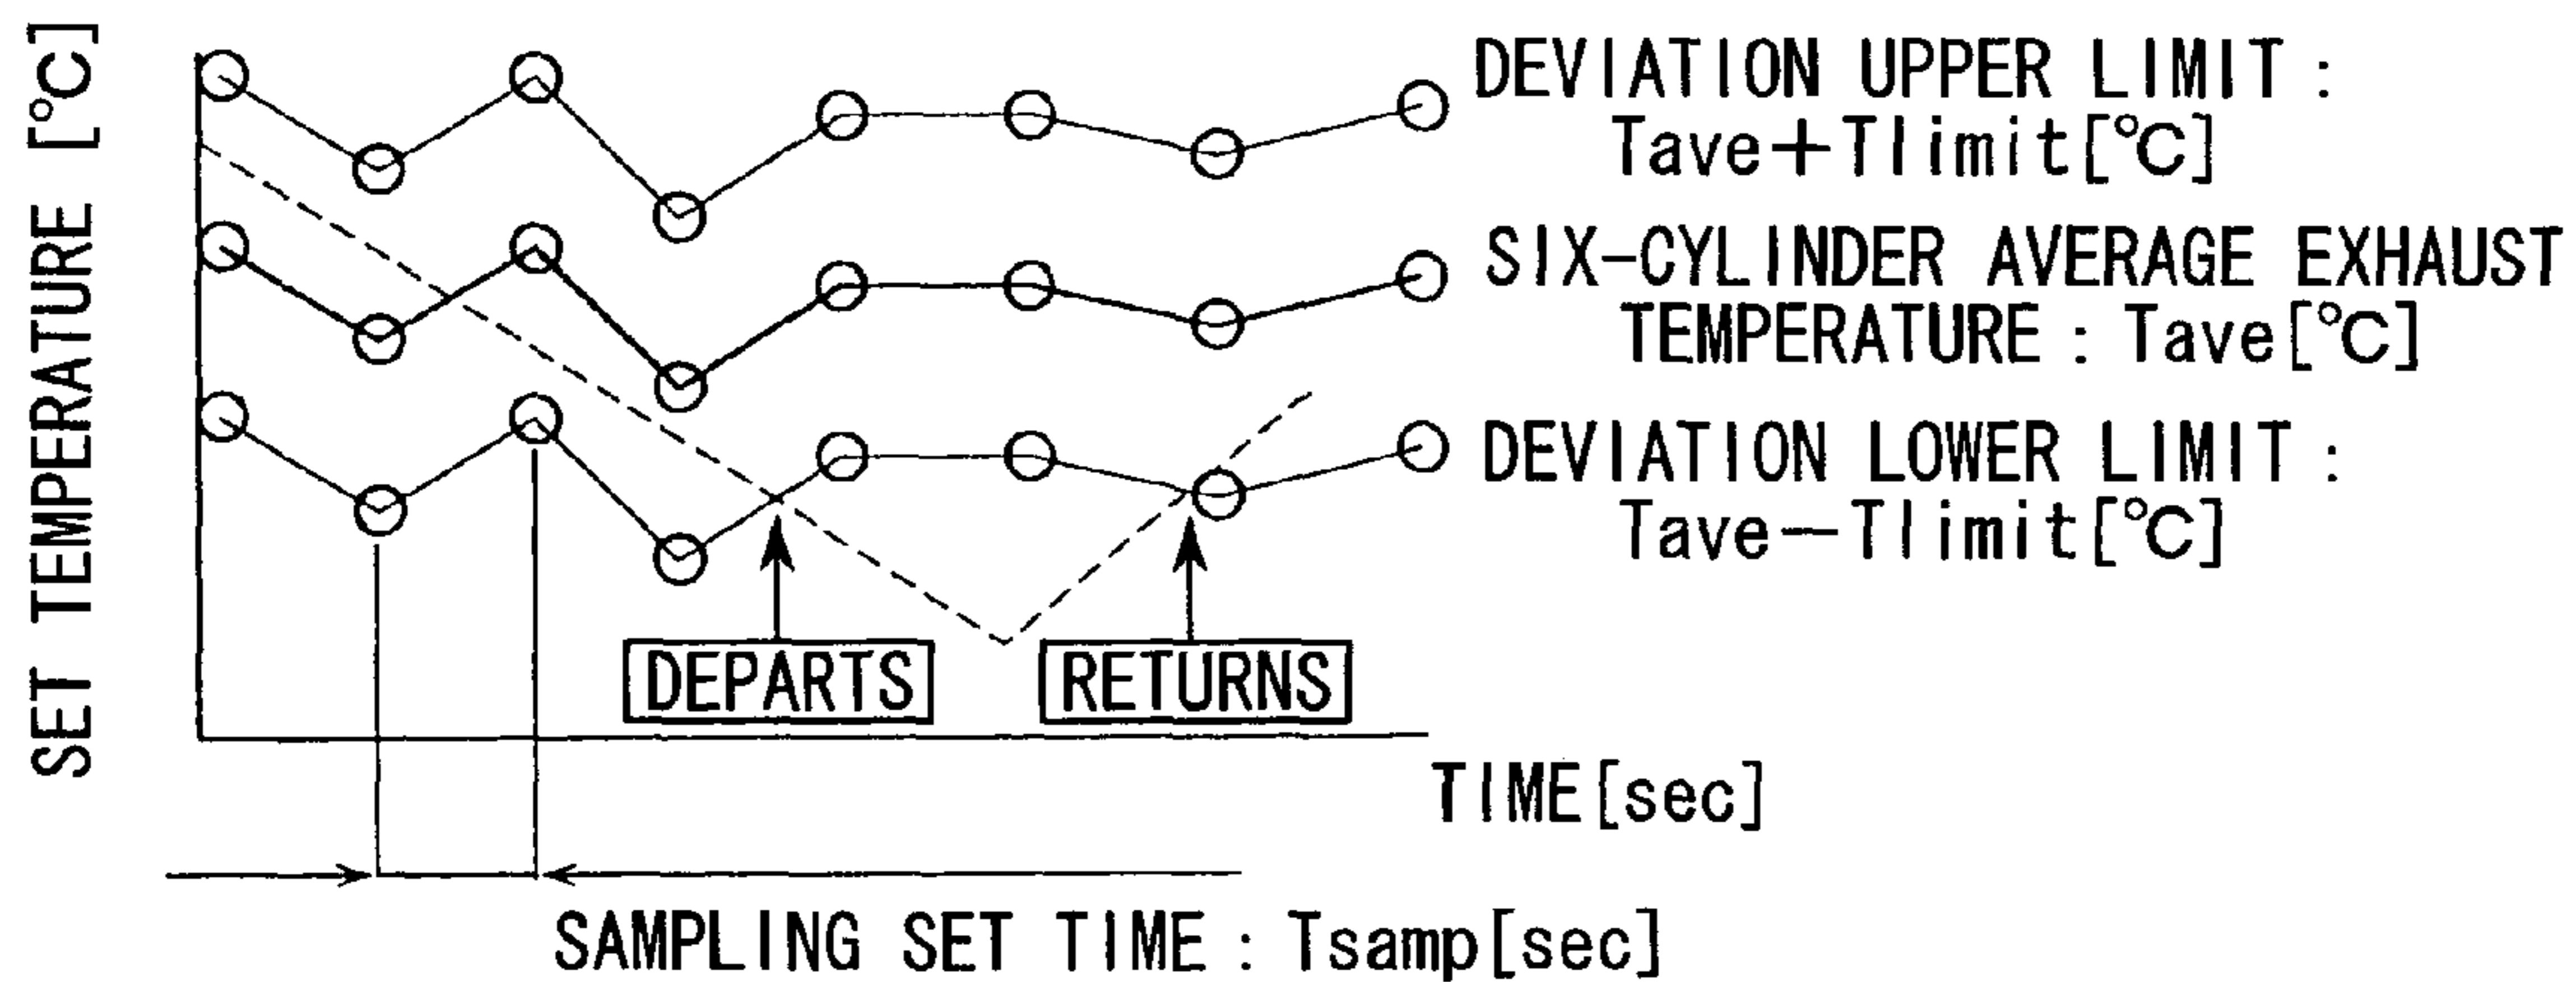 SET TEMPERATURE [℃]
DEVIATION UPPER LIMIT :
Tave+Tlimit[℃]
SIX-CYLINDER AVERAGE EXHAUST
TEMPERATURE : Tave[℃]
DEVIATION LOWER LIMIT :
Tave−Tlimit[℃]
DEPARTS
RETURNS
TIME[sec]
SAMPLING SET TIME : Tsamp[sec]